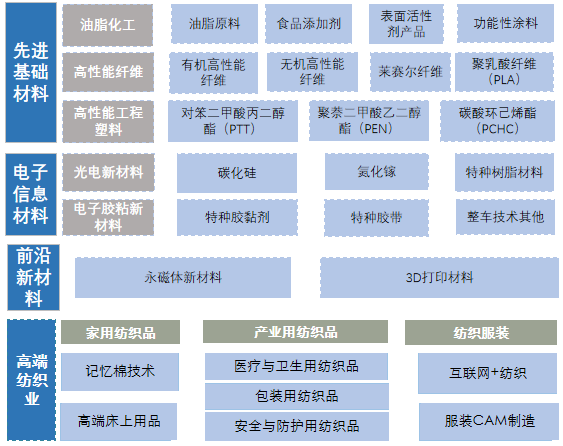 先进
基础
材料
油脂化工
油脂原料
食品添加剂
表面活性
剂产品
功能性涂料
高性能纤维
有机高性能
纤维
无机高性能
纤维
莱赛尔纤维
聚乳酸纤维
（PLA）
高性能工程
塑料
对苯二甲酸丙二醇
酯（PTT）
聚萘二甲酸乙二醇
酯（PEN）
碳酸环己烯酯
（PCHC）
电子
信息
材料
光电新材料
碳化硅
氮化镓
特种树脂材料
电子胶粘新
材料
特种胶黏剂
特种胶带
整车技术其他
前沿
新材
料
永磁体新材料
3D打印材料
高端
纺织
业
家用纺织品
产业用纺织品
纺织服装
记忆棉技术
医疗与卫生用纺织品
互联网+纺织
包装用纺织品
高端床上用品
安全与防护用纺织品
服装CAM制造